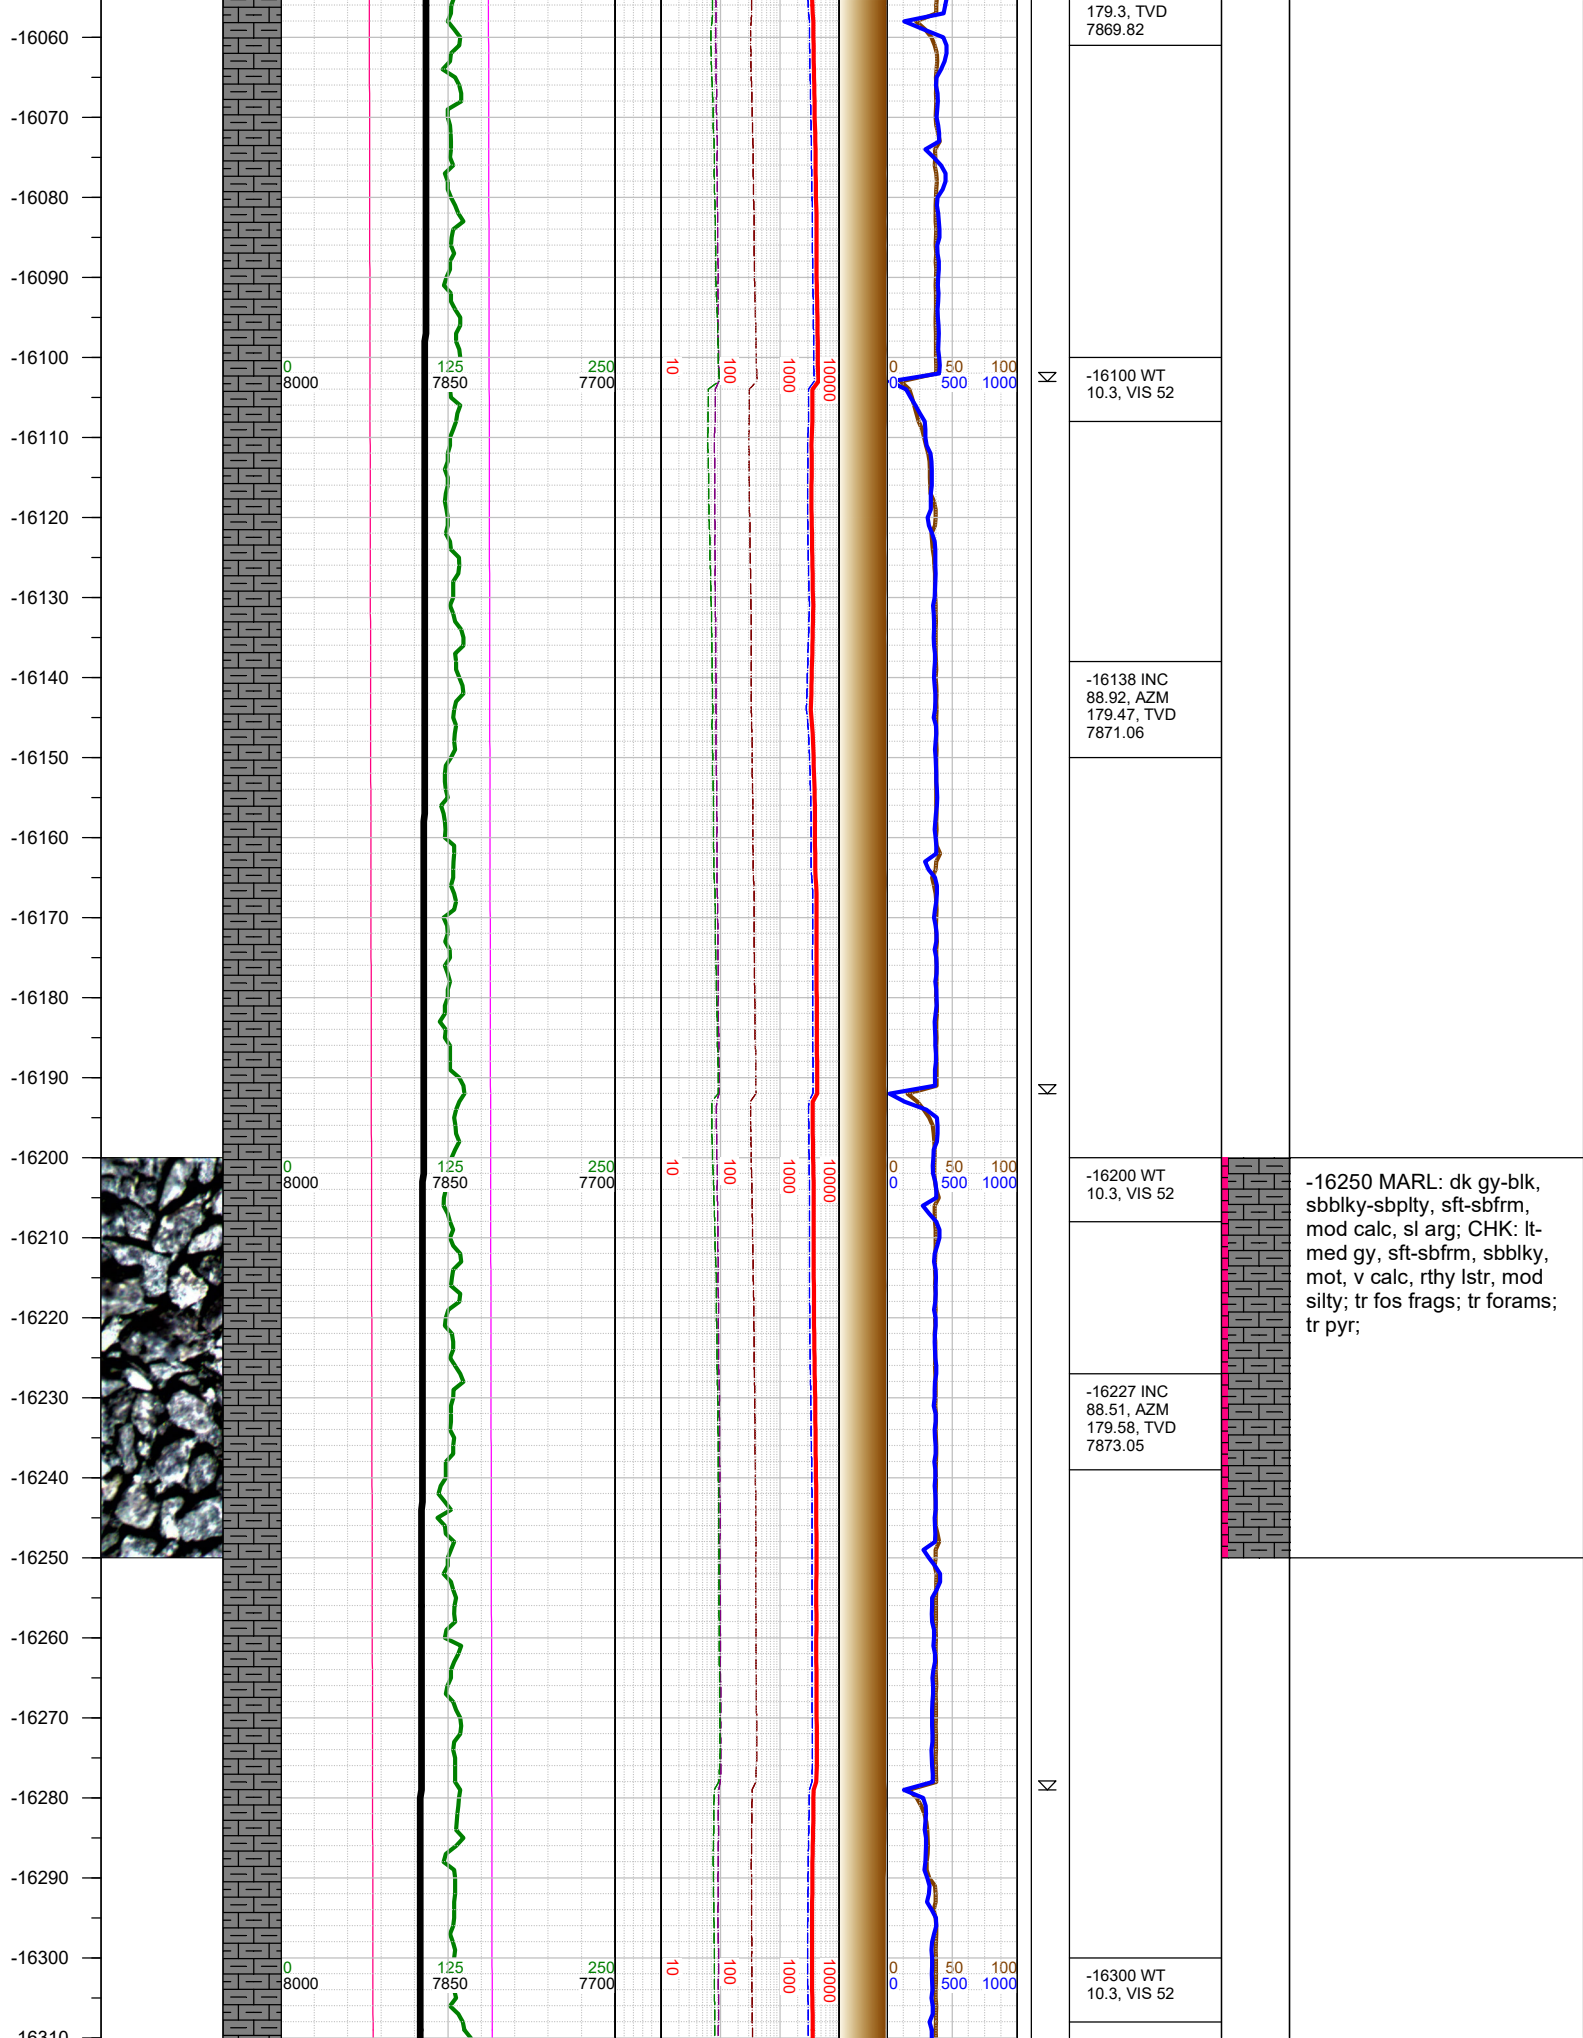 179.3, TVD
7869.82
-16060
-16070
-16080
-16090
-16100
0 125 250 10 100 1000 10000 0 50 100
8000 7850 7700 0 500 1000
-16100 WT
10.3, VIS 52
-16110
-16120
-16130
-16140
-16138 INC
88.92, AZM
179.47, TVD
7871.06
-16150
-16160
-16170
-16180
-16190
-16200
0 125 250 10 100 1000 10000 0 50 100
8000 7850 7700 0 500 1000
-16200 WT
10.3, VIS 52
-16250 MARL: dk gy-blk,
sbblky-sbplty, sft-sbfrm,
mod calc, sl arg; CHK: lt-
med gy, sft-sbfrm, sbblky,
mot, v calc, rthy lstr, mod
silty; tr fos frags; tr forams;
tr pyr;
-16210
-16220
-16230
-16227 INC
88.51, AZM
179.58, TVD
7873.05
-16240
-16250
-16260
-16270
-16280
-16290
-16300
0 125 250 10 100 1000 10000 0 50 100
8000 7850 7700 0 500 1000
-16300 WT
10.3, VIS 52
-16310